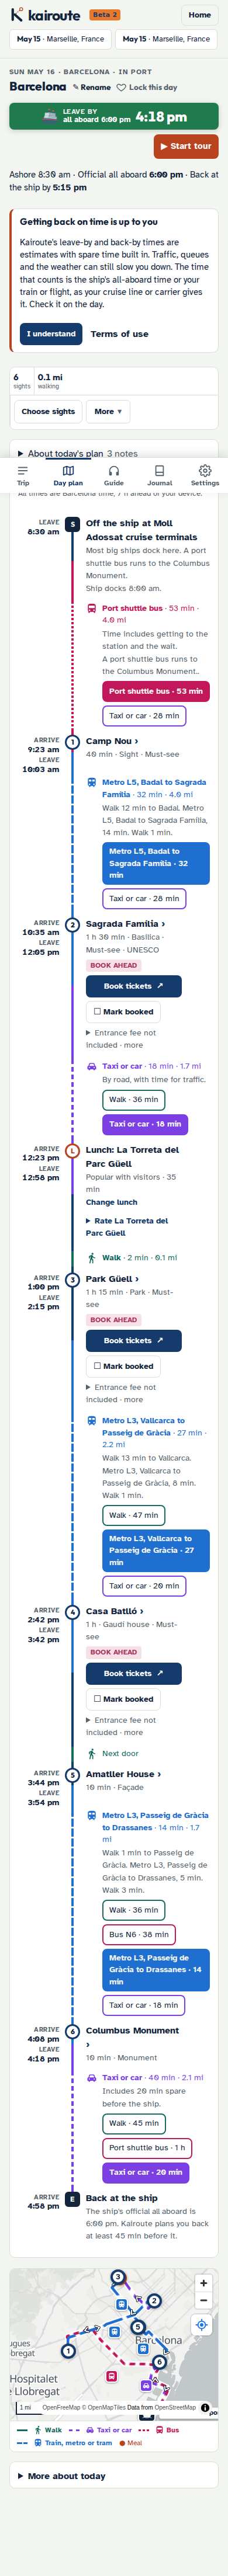 kairoute Beta 2 Home
May 15 · Marseille, France May 15 · Marseille, France
SUN MAY 16 · BARCELONA · IN PORT
Barcelona ✎ Rename ♡ Lock this day
LEAVE BY
all aboard 6:00 pm 4:18 pm
▶ Start tour
Ashore 8:30 am · Official all aboard 6:00 pm · Back at
the ship by 5:15 pm
Getting back on time is up to you
Kairoute's leave-by and back-by times are
estimates with spare time built in. Traffic, queues
and the weather can still slow you down. The time
that counts is the ship's all-aboard time or your
train or flight time, as your cruise line or carrier gives
it. Check it on the day.
I understand Terms of use
6 0.1 mi
sights walking
Choose sights More ▾
▶ About today's plan 3 notes
Trip Day plan Guide Journal Settings
All times are Barcelona time, 7 h ahead of your clock.
LEAVE
8:30 am
S
Off the ship at Moll
Adossat cruise terminals
Most big ships dock here. A port
shuttle bus runs to the Columbus
Monument.
Ship docks 8:00 am.
Port shuttle bus · 53 min ·
4.0 mi
Time includes getting to the
station and the wait.
A port shuttle bus runs to
the Columbus Monument..
Port shuttle bus · 53 min
Taxi or car · 28 min
ARRIVE
9:23 am
LEAVE
10:03 am
1
Camp Nou ›
40 min · Sight · Must-see
Metro L5, Badal to Sagrada
Família · 32 min · 4.0 mi
Walk 12 min to Badal. Metro
L5, Badal to Sagrada Família,
14 min. Walk 1 min.
Metro L5, Badal to
Sagrada Família · 32
min
Taxi or car · 28 min
ARRIVE
10:35 am
LEAVE
12:05 pm
2
Sagrada Família ›
1 h 30 min · Basilica ·
Must-see · UNESCO
BOOK AHEAD
Book tickets ↗
☐ Mark booked
▶ Entrance fee not
included · more
Taxi or car · 18 min · 1.7 mi
By road, with time for traffic.
Walk · 36 min
Taxi or car · 18 min
ARRIVE
12:23 pm
LEAVE
12:58 pm
L
Lunch: La Torreta del
Parc Güell
Popular with visitors · 35
min
Change lunch
▶ Rate La Torreta del
Parc Güell
Walk · 2 min · 0.1 mi
ARRIVE
1:00 pm
LEAVE
2:15 pm
3
Park Güell ›
1 h 15 min · Park · Must-
see
BOOK AHEAD
Book tickets ↗
☐ Mark booked
▶ Entrance fee not
included · more
Metro L3, Vallcarca to
Passeig de Gràcia · 27 min ·
2.2 mi
Walk 13 min to Vallcarca.
Metro L3, Vallcarca to
Passeig de Gràcia, 8 min.
Walk 1 min.
Walk · 47 min
Metro L3, Vallcarca to
Passeig de Gràcia · 27
min
Taxi or car · 20 min
ARRIVE
2:42 pm
LEAVE
3:42 pm
4
Casa Batlló ›
1 h · Gaudí house · Must-
see
BOOK AHEAD
Book tickets ↗
☐ Mark booked
▶ Entrance fee not
included · more
Next door
ARRIVE
3:44 pm
LEAVE
3:54 pm
5
Amatller House ›
10 min · Façade
Metro L3, Passeig de Gràcia
to Drassanes · 14 min · 1.7
mi
Walk 1 min to Passeig de
Gràcia. Metro L3, Passeig de
Gràcia to Drassanes, 5 min.
Walk 3 min.
Walk · 36 min
Bus N6 · 38 min
Metro L3, Passeig de
Gràcia to Drassanes · 14
min
Taxi or car · 18 min
ARRIVE
4:08 pm
LEAVE
4:18 pm
6
Columbus Monument
›
10 min · Monument
Taxi or car · 40 min · 2.1 mi
Includes 20 min spare
before the ship.
Walk · 45 min
Port shuttle bus · 1 h
Taxi or car · 20 min
ARRIVE
4:58 pm
E
Back at the ship
The ship's official all aboard is
6:00 pm. Kairoute plans you back
at least 45 min before it.
3
2
5
1
6
Barcelona
Hospitalet
e Llobregat
+
−
1 mi
OpenFreeMap © OpenMapTiles Data from OpenStreetMap
Walk Taxi or car Bus
Train, metro or tram Meal
▶ More about today